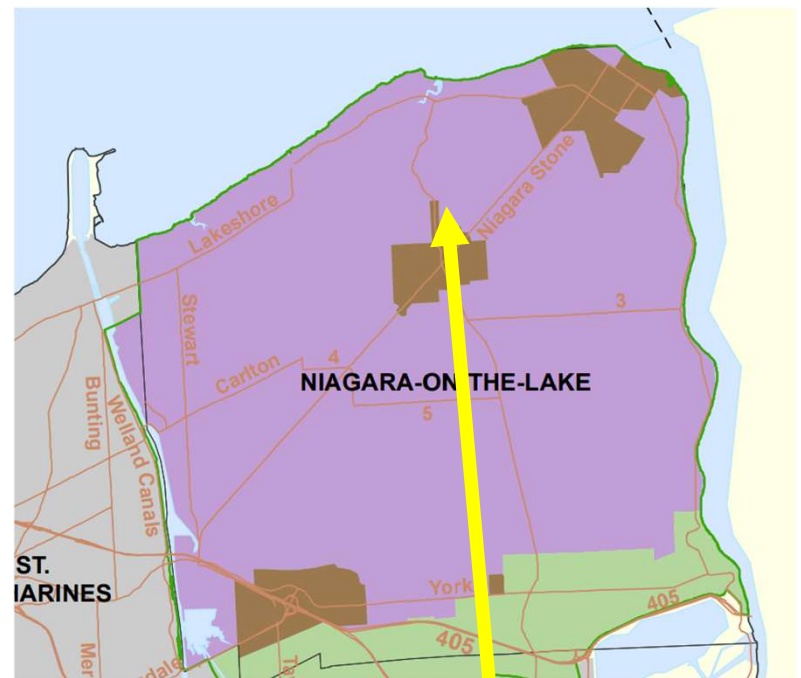 Niagara Stone
Lakeshore
Stewart
3
Carlton
4
NIAGARA-ON-THE-LAKE
5
Bunting
Welland Canals
ST.
York
405
405